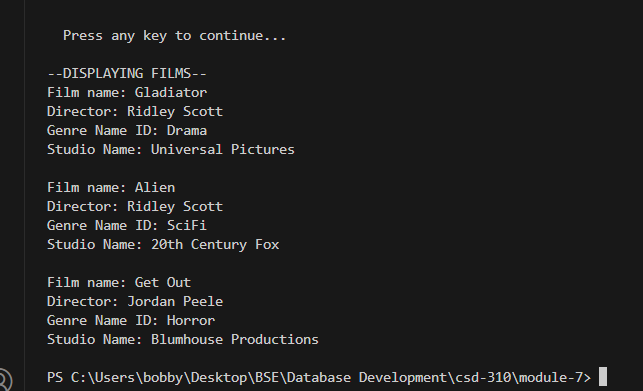 Press any key to continue...
--DISPLAYING FILMS--
Film name: Gladiator
Director: Ridley Scott
Genre Name ID: Drama
Studio Name: Universal Pictures
Film name: Alien
Director: Ridley Scott
Genre Name ID: SciFi
Studio Name: 20th Century Fox
Film name: Get Out
Director: Jordan Peele
Genre Name ID: Horror
Studio Name: Blumhouse Productions
PS C:\Users\bobby\Desktop\BSE\Database Development\csd-310\module-7>